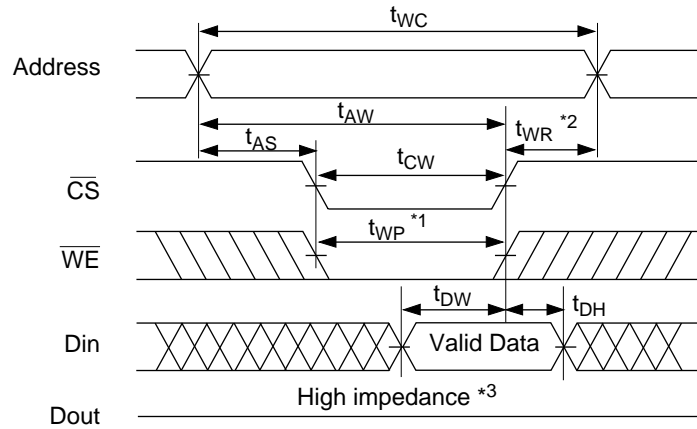 tWC
Address
tAW
tAS
tWR *2
tCW
CS
tWP *1
WE
tDW
tDH
Din
Valid Data
High impedance *3
Dout